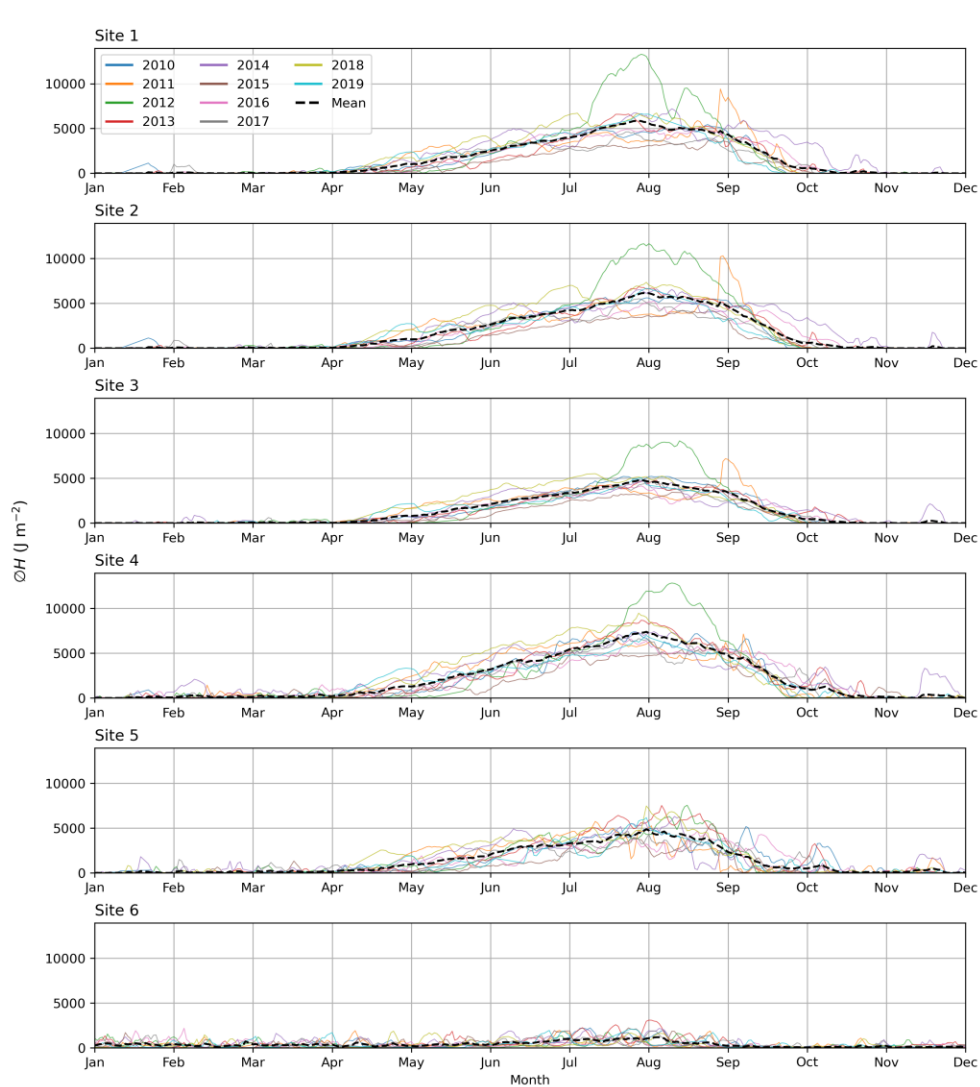 Site 1
2010 2014 2018
2011 2015 2019
2012 2016 Mean
2013 2017
10000
5000
0
Jan Feb Mar Apr May Jun Jul Aug Sep Oct Nov Dec
Site 2
10000
5000
0
Jan Feb Mar Apr May Jun Jul Aug Sep Oct Nov Dec
Site 3
10000
5000
0
Jan Feb Mar Apr May Jun Jul Aug Sep Oct Nov Dec
∅H (J m⁻²)
Site 4
10000
5000
0
Jan Feb Mar Apr May Jun Jul Aug Sep Oct Nov Dec
Site 5
10000
5000
0
Jan Feb Mar Apr May Jun Jul Aug Sep Oct Nov Dec
Site 6
10000
5000
0
Jan Feb Mar Apr May Jun Jul Aug Sep Oct Nov Dec
Month